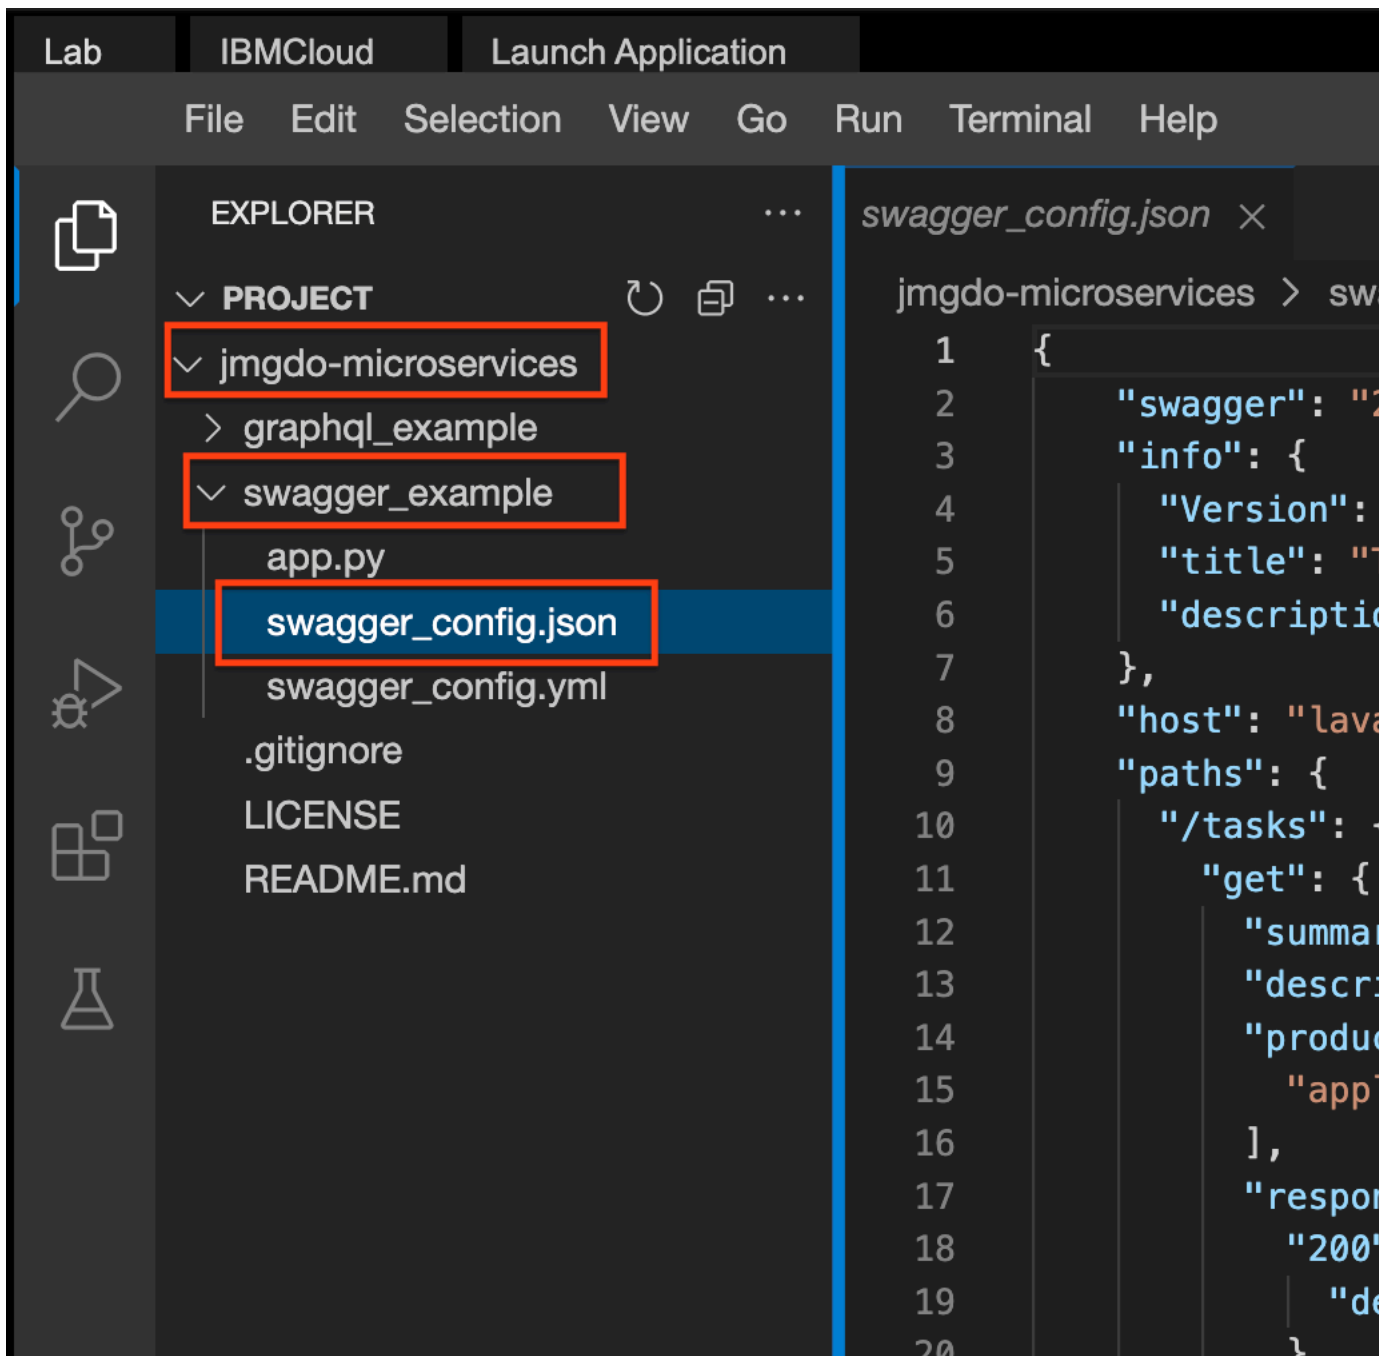 Lab IBMCloud Launch Application
File Edit Selection View Go Run Terminal Help
EXPLORER
PROJECT
jmgdo-microservices
graphql_example
swagger_example
app.py
swagger_config.json
swagger_config.yml
.gitignore
LICENSE
README.md
swagger_config.json
jmgdo-microservices >
1 {
2 "swagger":
3 "info": {
4 "Version":
5 "title":
6
7 },
8 "host":
9 "paths": {
10 "/tasks":
11 "get": {
12
13
14
15
16 ],
17
18 "200"
19
20 }